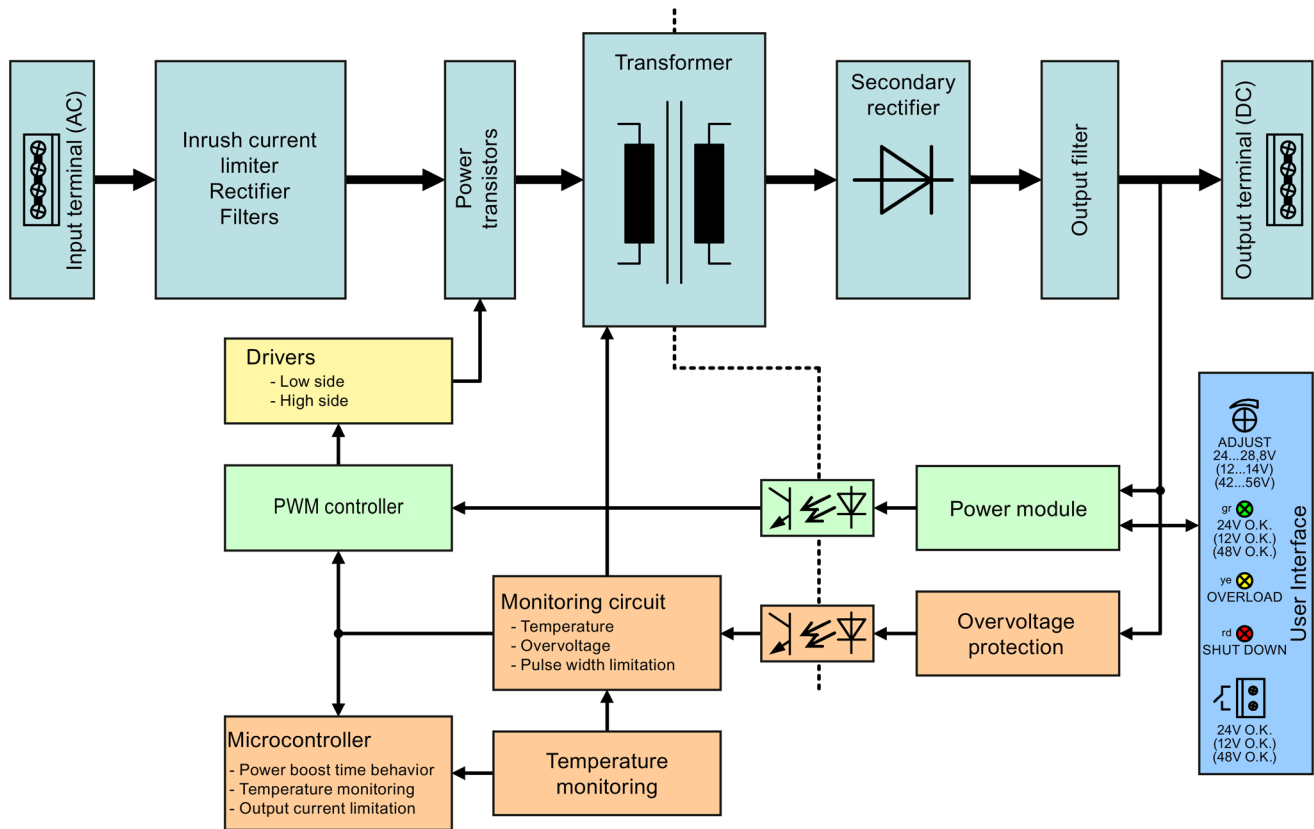 Input terminal (AC)
Inrush current
limiter
Rectifier
Filters
Power
transistors
Transformer
Secondary
rectifier
Output filter
Output terminal (DC)
Drivers
- Low side
- High side
PWM controller
Power module
Monitoring circuit
- Temperature
- Overvoltage
- Pulse width limitation
Overvoltage
protection
Microcontroller
- Power boost time behavior
- Temperature monitoring
- Output current limitation
Temperature
monitoring
User Interface
ADJUST
24...28,8V
(12...14V)
(42...56V)
gr
24V O.K.
(12V O.K.)
(48V O.K.)
ye
OVERLOAD
rd
SHUT DOWN
24V O.K.
(12V O.K.)
(48V O.K.)